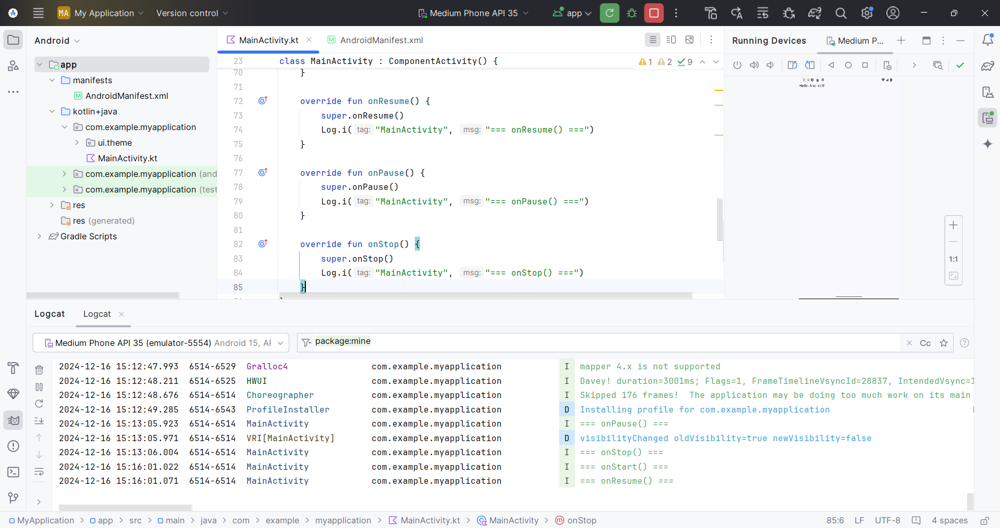 MA My Application Version control Medium Phone API 35 app
Android
app
manifests
AndroidManifest.xml
kotlin+java
com.example.myapplication
ui.theme
MainActivity.kt
com.example.myapplication (and
com.example.myapplication (test
res
res (generated)
Gradle Scripts
MainActivity.kt AndroidManifest.xml
23 class MainActivity : ComponentActivity() {
1 2 9
70 }
71
72 override fun onResume() {
73 super.onResume()
74 Log.i( tag: "MainActivity", msg: "=== onResume() ===")
75 }
76
77 override fun onPause() {
78 super.onPause()
79 Log.i( tag: "MainActivity", msg: "=== onPause() ===")
80 }
81
82 override fun onStop() {
83 super.onStop()
84 Log.i( tag: "MainActivity", msg: "=== onStop() ===")
85 }
Running Devices Medium P...
3:16
Hello Android!
1:1
Logcat Logcat
Medium Phone API 35 (emulator-5554) Android 15, AP
package:mine
Cc
2024-12-16 15:12:47.993 6514-6529 Gralloc4 com.example.myapplication I mapper 4.x is not supported
2024-12-16 15:12:48.211 6514-6525 HWUI com.example.myapplication I Davey! duration=3001ms; Flags=1, FrameTimelineVsyncId=28837, IntendedVsync=1
2024-12-16 15:12:48.676 6514-6514 Choreographer com.example.myapplication I Skipped 176 frames! The application may be doing too much work on its main
2024-12-16 15:12:49.285 6514-6543 ProfileInstaller com.example.myapplication D Installing profile for com.example.myapplication
2024-12-16 15:13:05.923 6514-6514 MainActivity com.example.myapplication I === onPause() ===
2024-12-16 15:13:05.971 6514-6514 VRI[MainActivity] com.example.myapplication D visibilityChanged oldVisibility=true newVisibility=false
2024-12-16 15:13:06.004 6514-6514 MainActivity com.example.myapplication I === onStop() ===
2024-12-16 15:16:01.022 6514-6514 MainActivity com.example.myapplication I === onStart() ===
2024-12-16 15:16:01.071 6514-6514 MainActivity com.example.myapplication I === onResume() ===
MyApplication > app > src > main > java > com > example > myapplication > MainActivity.kt > MainActivity > onStop
85:6 LF UTF-8 4 spaces